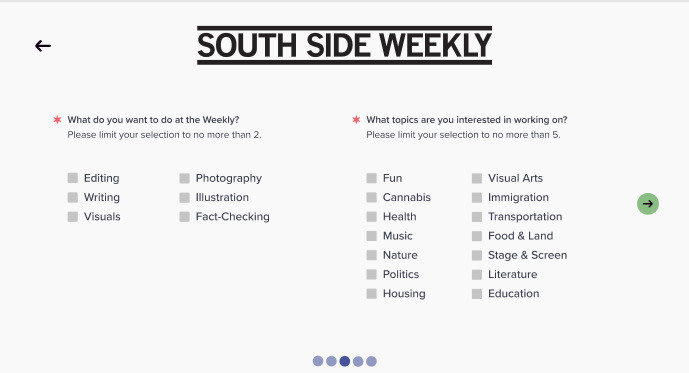 SOUTH SIDE WEEKLY
What do you want to do at the Weekly?
Please limit your selection to no more than 2.
Editing
Writing
Visuals
Photography
Illustration
Fact-Checking
What topics are you interested in working on?
Please limit your selection to no more than 5.
Fun
Cannabis
Health
Music
Nature
Politics
Housing
Visual Arts
Immigration
Transportation
Food & Land
Stage & Screen
Literature
Education